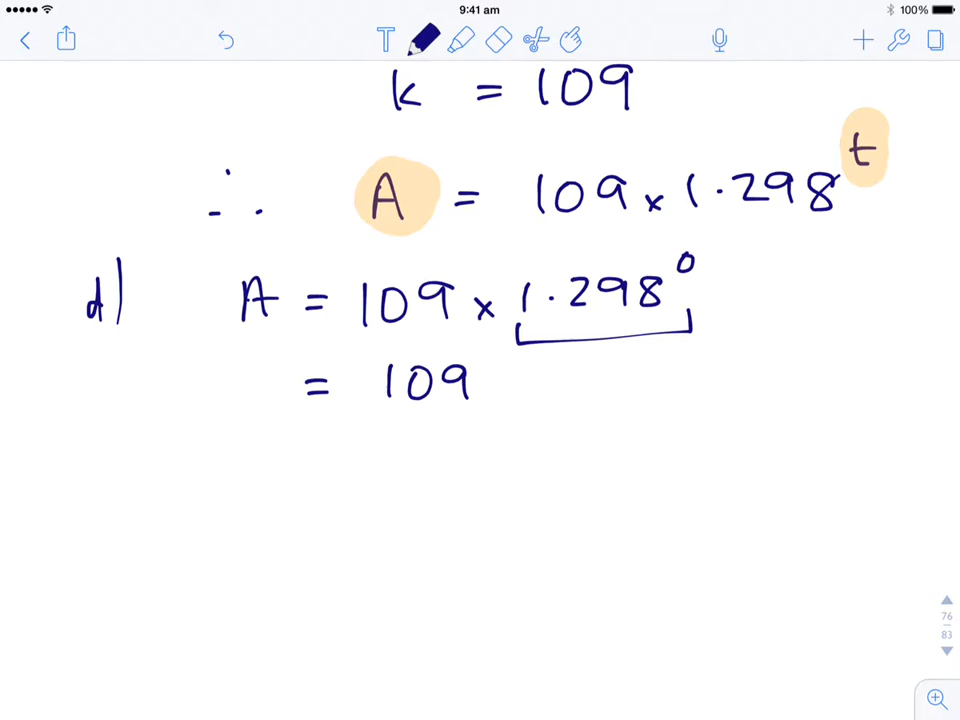 9:41 am
100%
T
k = 109
∴ A = 109 × 1·298^t
d) A = 109 × 1·298^0
= 109
76
83